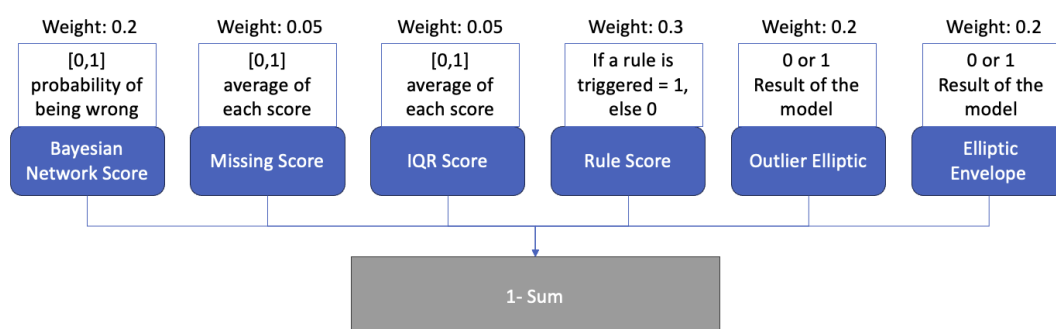 Weight: 0.2
Weight: 0.05
Weight: 0.05
Weight: 0.3
Weight: 0.2
Weight: 0.2
[0,1]
probability of
being wrong
[0,1]
average of
each score
[0,1]
average of
each score
If a rule is
triggered = 1,
else 0
0 or 1
Result of the
model
0 or 1
Result of the
model
Bayesian
Network Score
Missing Score
IQR Score
Rule Score
Outlier Elliptic
Elliptic
Envelope
1- Sum